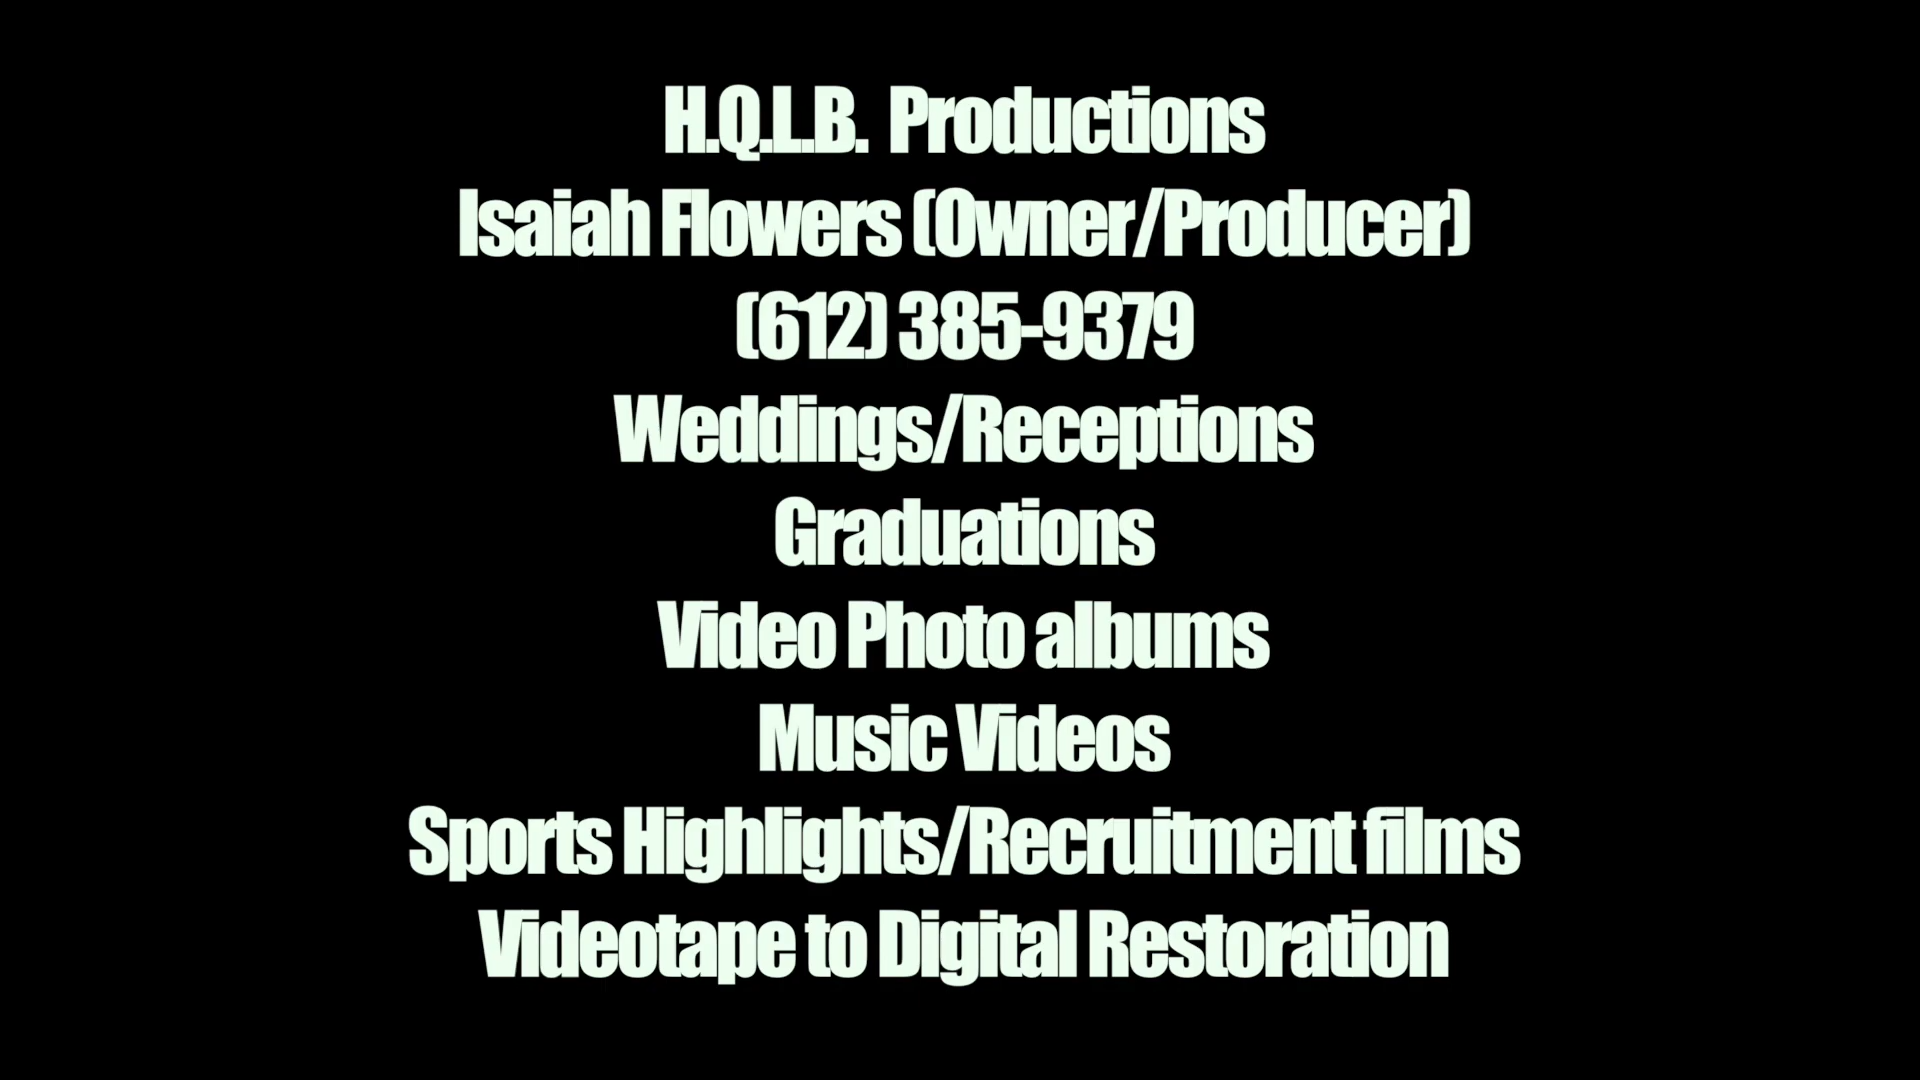 H.Q.L.B. Productions
Isaiah Flowers (Owner/Producer)
(612) 385-9379
Weddings/Receptions
Graduations
Video Photo albums
Music Videos
Sports Highlights/Recruitment films
Videotape to Digital Restoration